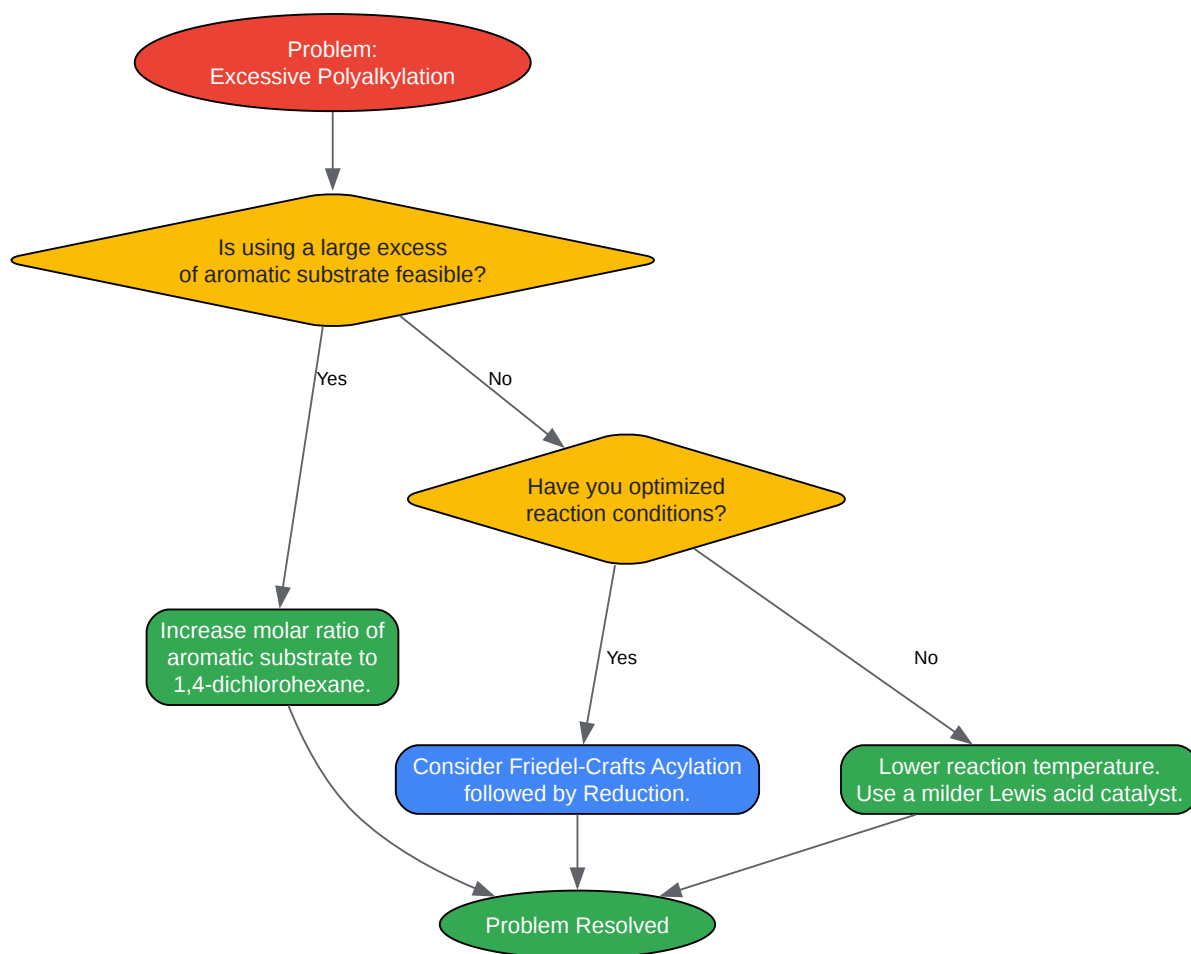 Problem:
Excessive Polyalkylation
Is using a large excess
of aromatic substrate feasible?
Yes
No
Have you optimized
reaction conditions?
Increase molar ratio of
aromatic substrate to
1,4-dichlorohexane.
Yes
No
Consider Friedel-Crafts Acylation
followed by Reduction.
Lower reaction temperature.
Use a milder Lewis acid catalyst.
Problem Resolved